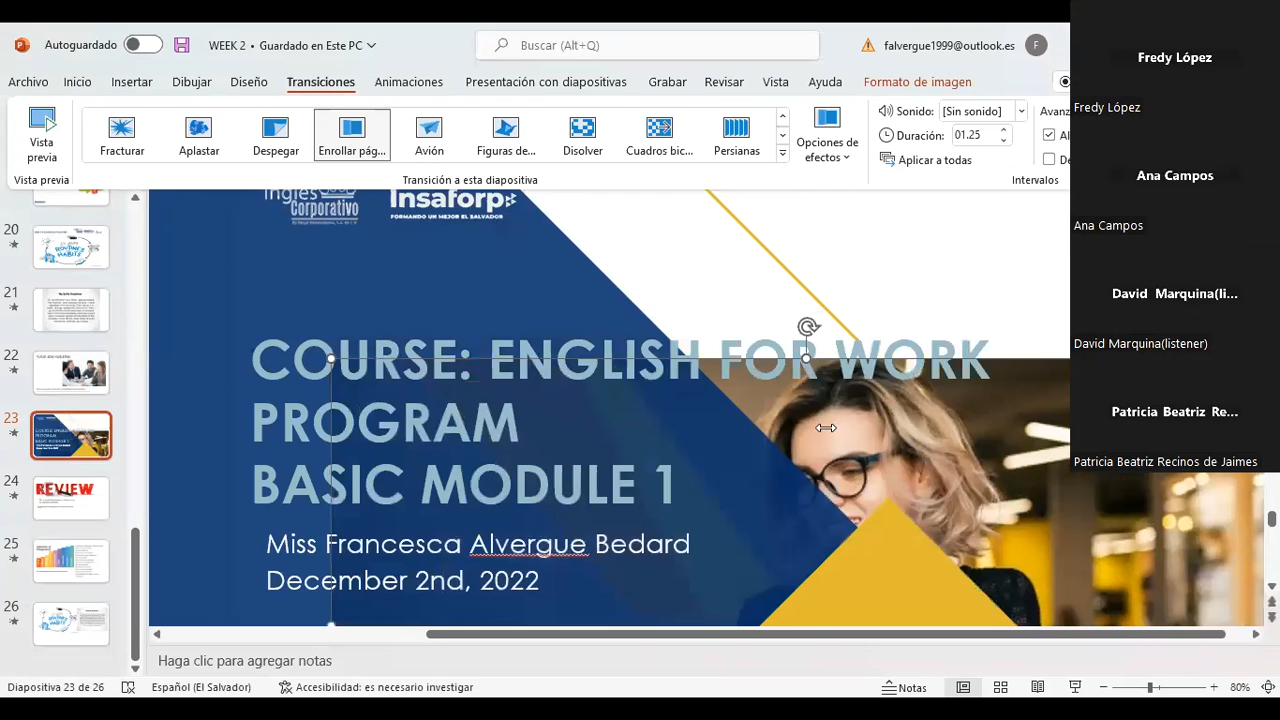 Autoguardado
WEEK 2 • Guardado en Este PC
Buscar (Alt+Q)
falvergue1999@outlook.es
F
Archivo
Inicio
Insertar
Dibujar
Diseño
Transiciones
Animaciones
Presentación con diapositivas
Grabar
Revisar
Vista
Ayuda
Formato de imagen
Vista previa
Fracturar
Aplastar
Despegar
Enrollar pág...
Avión
Figuras de...
Disolver
Cuadros bic...
Persianas
Opciones de efectos
Sonido: [Sin sonido]
Duración: 01.25
Aplicar a todas
Avanz
Al
De
Vista previa
Transición a esta diapositiva
Intervalos
Fredy López
Fredy López
Ana Campos
Ana Campos
David Marquina(li...
David Marquina(listener)
Patricia Beatriz Re...
Patricia Beatriz Recinos de Jaimes
20
21
22
23
24
REVIEW
25
26
Inglés
Corporativo
Insaforp
FORMANDO UN MEJOR EL SALVADOR
COURSE: ENGLISH FOR WORK
PROGRAM
BASIC MODULE 1
Miss Francesca Alvergue Bedard
December 2nd, 2022
Haga clic para agregar notas
Diapositiva 23 de 26
Español (El Salvador)
Accesibilidad: es necesario investigar
Notas
80%